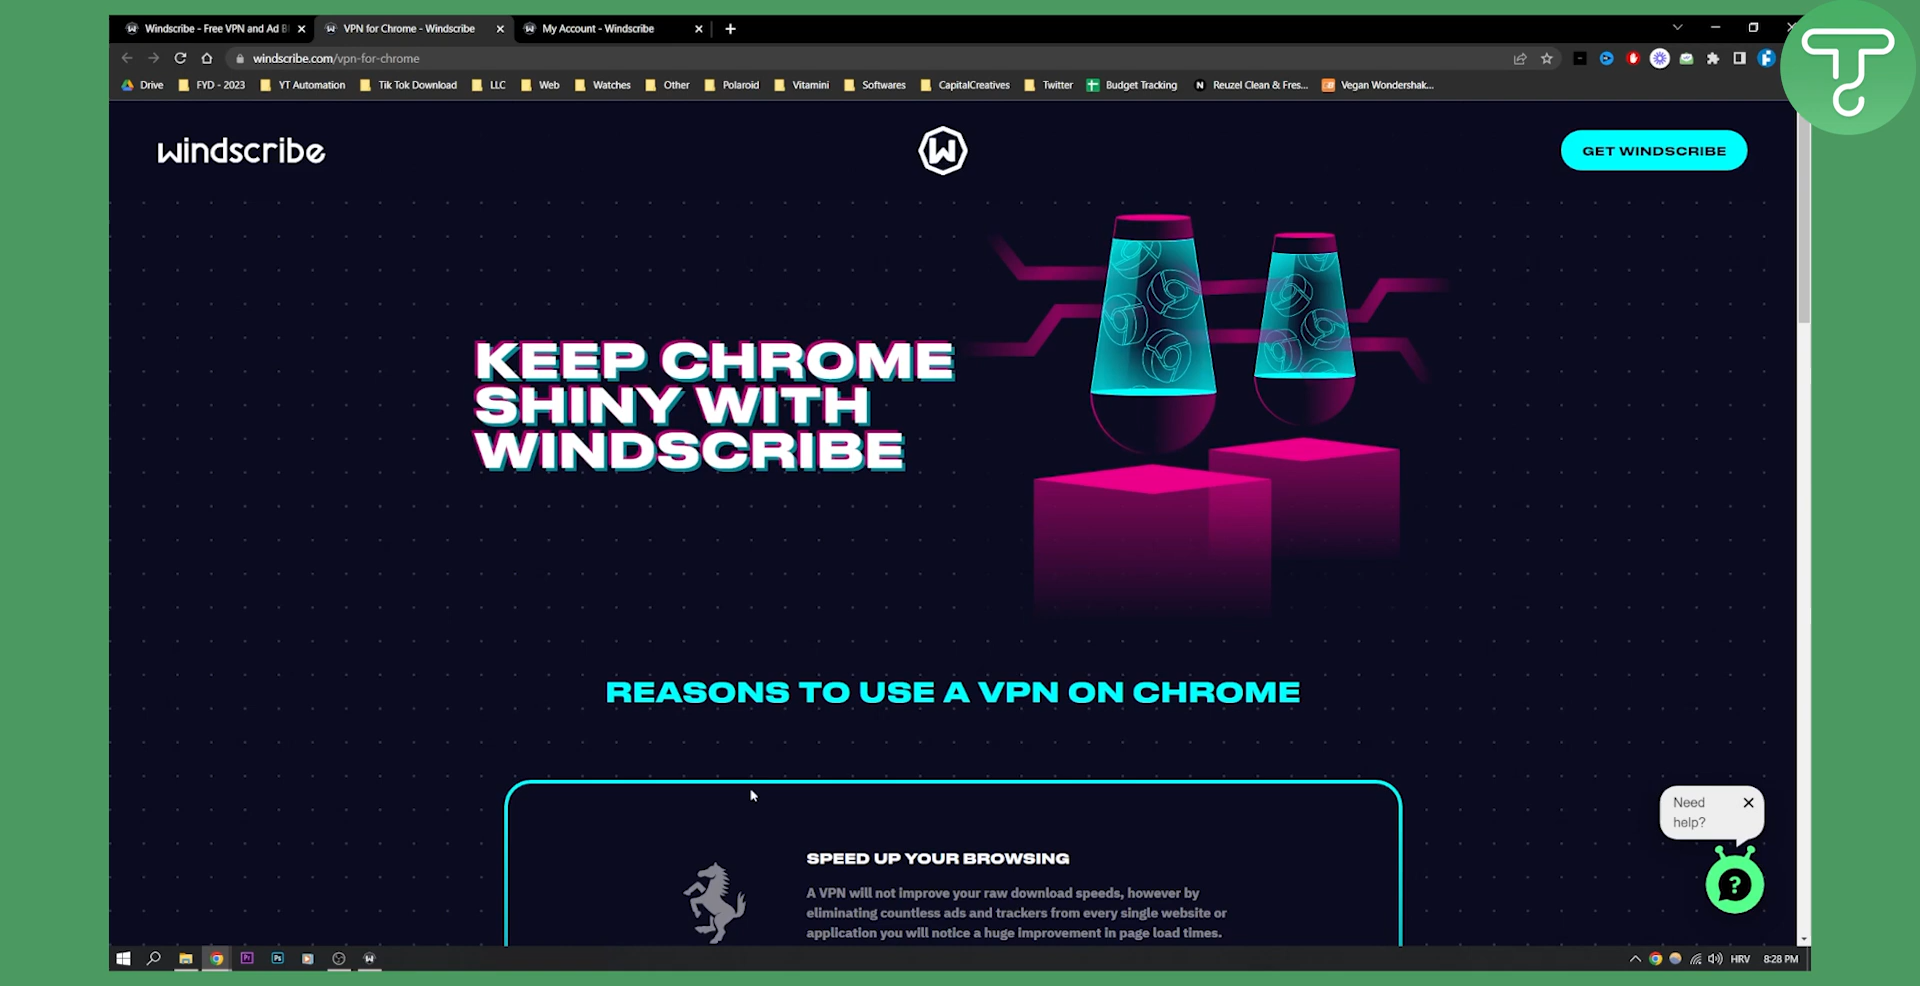 Windscribe - Free VPN and Ad Bl
VPN for Chrome - Windscribe
My Account - Windscribe
windscribe.com/vpn-for-chrome
Drive
FYD - 2023
YT Automation
Tik Tok Download
LLC
Web
Watches
Other
Polaroid
Vitamini
Softwares
CapitalCreatives
Twitter
Budget Tracking
Reuzel Clean & Fres...
Vegan Wondershak...
windscribe
W
GET WINDSCRIBE
KEEP CHROME
SHINY WITH
WINDSCRIBE
REASONS TO USE A VPN ON CHROME
SPEED UP YOUR BROWSING
A VPN will not improve your raw download speeds, however by
eliminating countless ads and trackers from every single website or
application you will notice a huge improvement in page load times.
Need
help?
?
Pr
Ps
HRV
8:28 PM